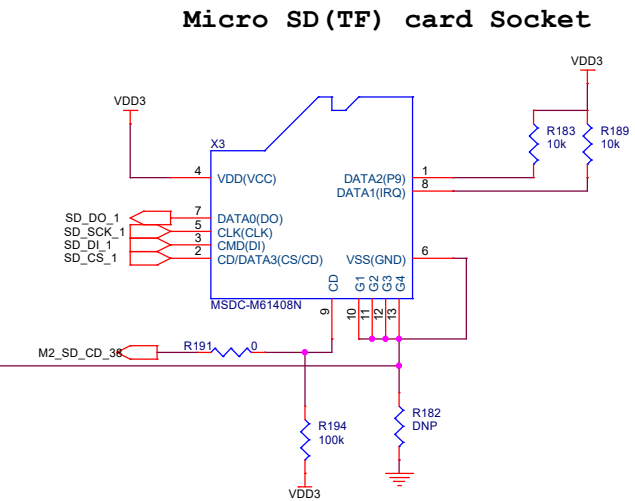 Micro SD(TF) card Socket
VDD3
VDD3
R183
10k
R189
10k
X3
4
VDD(VCC)
DATA2(P9)
1
DATA1(IRQ)
8
SD_DO_1
7
DATA0(DO)
SD_SCK_1
5
CLK(CLK)
SD_DI_1
3
CMD(DI)
SD_CS_1
2
CD/DATA3(CS/CD)
VSS(GND)
6
CD
G1
G2
G3
G4
MSDC-M61408N
9
10
11
12
13
M2_SD_CD_38
R191
0
R194
100k
R182
DNP
VDD3